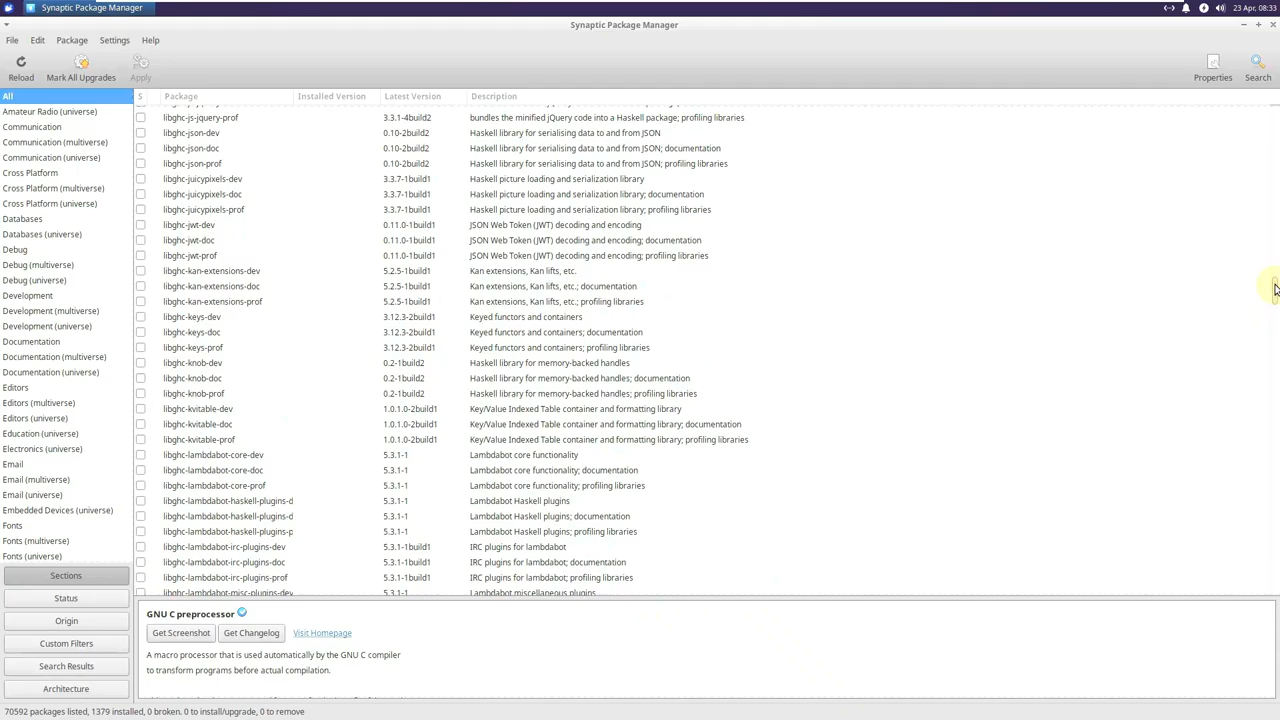 Synaptic Package Manager
23 Apr, 08:33
Synaptic Package Manager
File Edit Package Settings Help
Reload Mark All Upgrades Apply Properties Search
All
Amateur Radio (universe)
Communication
Communication (multiverse)
Communication (universe)
Cross Platform
Cross Platform (multiverse)
Cross Platform (universe)
Databases
Databases (universe)
Debug
Debug (multiverse)
Debug (universe)
Development
Development (multiverse)
Development (universe)
Documentation
Documentation (multiverse)
Documentation (universe)
Editors
Editors (multiverse)
Editors (universe)
Education (universe)
Electronics (universe)
Email
Email (multiverse)
Email (universe)
Embedded Devices (universe)
Fonts
Fonts (multiverse)
Fonts (universe)
Sections
Status
Origin
Custom Filters
Search Results
Architecture
S Package Installed Version Latest Version Description
libghc-js-jquery-prof 3.3.1-4build2 bundles the minified jQuery code into a Haskell package; profiling libraries
libghc-json-dev 0.10-2build2 Haskell library for serialising data to and from JSON
libghc-json-doc 0.10-2build2 Haskell library for serialising data to and from JSON; documentation
libghc-json-prof 0.10-2build2 Haskell library for serialising data to and from JSON; profiling libraries
libghc-juicypixels-dev 3.3.7-1build1 Haskell picture loading and serialization library
libghc-juicypixels-doc 3.3.7-1build1 Haskell picture loading and serialization library; documentation
libghc-juicypixels-prof 3.3.7-1build1 Haskell picture loading and serialization library; profiling libraries
libghc-jwt-dev 0.11.0-1build1 JSON Web Token (JWT) decoding and encoding
libghc-jwt-doc 0.11.0-1build1 JSON Web Token (JWT) decoding and encoding; documentation
libghc-jwt-prof 0.11.0-1build1 JSON Web Token (JWT) decoding and encoding; profiling libraries
libghc-kan-extensions-dev 5.2.5-1build1 Kan extensions, Kan lifts, etc.
libghc-kan-extensions-doc 5.2.5-1build1 Kan extensions, Kan lifts, etc.; documentation
libghc-kan-extensions-prof 5.2.5-1build1 Kan extensions, Kan lifts, etc.; profiling libraries
libghc-keys-dev 3.12.3-2build1 Keyed functors and containers
libghc-keys-doc 3.12.3-2build1 Keyed functors and containers; documentation
libghc-keys-prof 3.12.3-2build1 Keyed functors and containers; profiling libraries
libghc-knob-dev 0.2-1build2 Haskell library for memory-backed handles
libghc-knob-doc 0.2-1build2 Haskell library for memory-backed handles; documentation
libghc-knob-prof 0.2-1build2 Haskell library for memory-backed handles; profiling libraries
libghc-kvitable-dev 1.0.1.0-2build1 Key/Value Indexed Table container and formatting library
libghc-kvitable-doc 1.0.1.0-2build1 Key/Value Indexed Table container and formatting library; documentation
libghc-kvitable-prof 1.0.1.0-2build1 Key/Value Indexed Table container and formatting library; profiling libraries
libghc-lambdabot-core-dev 5.3.1-1 Lambdabot core functionality
libghc-lambdabot-core-doc 5.3.1-1 Lambdabot core functionality; documentation
libghc-lambdabot-core-prof 5.3.1-1 Lambdabot core functionality; profiling libraries
libghc-lambdabot-haskell-plugins-d 5.3.1-1 Lambdabot Haskell plugins
libghc-lambdabot-haskell-plugins-d 5.3.1-1 Lambdabot Haskell plugins; documentation
libghc-lambdabot-haskell-plugins-p 5.3.1-1 Lambdabot Haskell plugins; profiling libraries
libghc-lambdabot-irc-plugins-dev 5.3.1-1build1 IRC plugins for lambdabot
libghc-lambdabot-irc-plugins-doc 5.3.1-1build1 IRC plugins for lambdabot; documentation
libghc-lambdabot-irc-plugins-prof 5.3.1-1build1 IRC plugins for lambdabot; profiling libraries
libghc-lambdabot-misc-plugins-dev 5.3.1-1 Lambdabot miscellaneous plugins
GNU C preprocessor
Get Screenshot Get Changelog Visit Homepage
A macro processor that is used automatically by the GNU C compiler
to transform programs before actual compilation.
70592 packages listed, 1379 installed, 0 broken. 0 to install/upgrade, 0 to remove